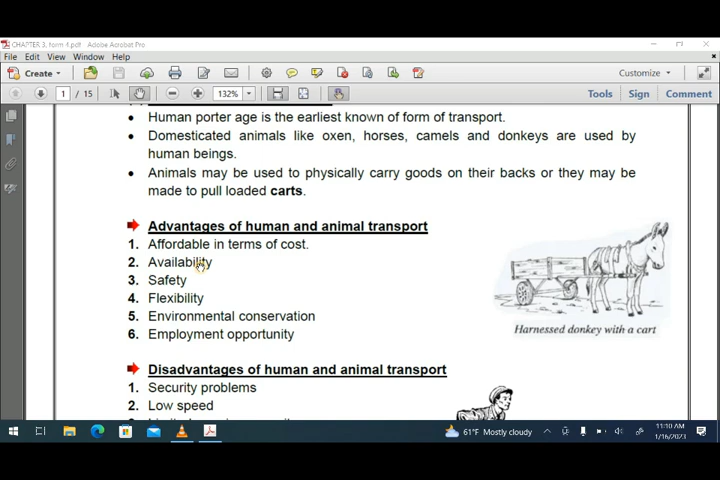 CHAPTER 3, form 4.pdf - Adobe Acrobat Pro
File Edit View Window Help
Create Customize
1 / 15 132% Tools Sign Comment
• Human porter age is the earliest known of form of transport.
• Domesticated animals like oxen, horses, camels and donkeys are used by
human beings.
• Animals may be used to physically carry goods on their backs or they may be
made to pull loaded carts.
Advantages of human and animal transport
1. Affordable in terms of cost.
2. Availability
3. Safety
4. Flexibility
5. Environmental conservation
6. Employment opportunity
Harnessed donkey with a cart
Disadvantages of human and animal transport
1. Security problems
2. Low speed
61°F Mostly cloudy
11:10 AM
1/16/2023